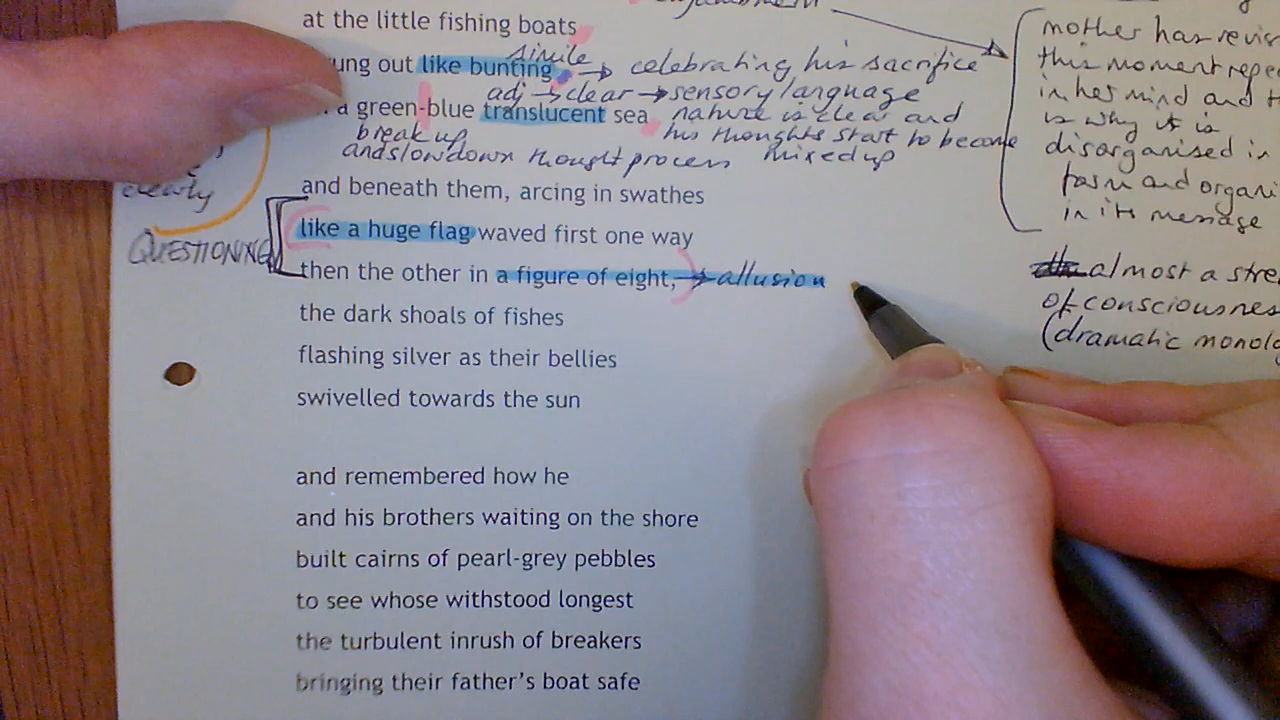 at the little fishing boats
simile
ung out like bunting → celebrating his sacrifice
adj → clear → sensory language
a green-blue translucent sea nature is clear and
break up his thoughts start to become
and slow down thought process mixed up
clearly
and beneath them, arcing in swathes
like a huge flag waved first one way
QUESTIONING
then the other in a figure of eight, → allusion
the dark shoals of fishes
flashing silver as their bellies
swivelled towards the sun
and remembered how he
and his brothers waiting on the shore
built cairns of pearl-grey pebbles
to see whose withstood longest
the turbulent inrush of breakers
bringing their father's boat safe
mother has revis
this moment repe
in her mind and t
is why it is
disorganised in
form and organi
in its message
almost a stre
of consciousnes
(dramatic monolo